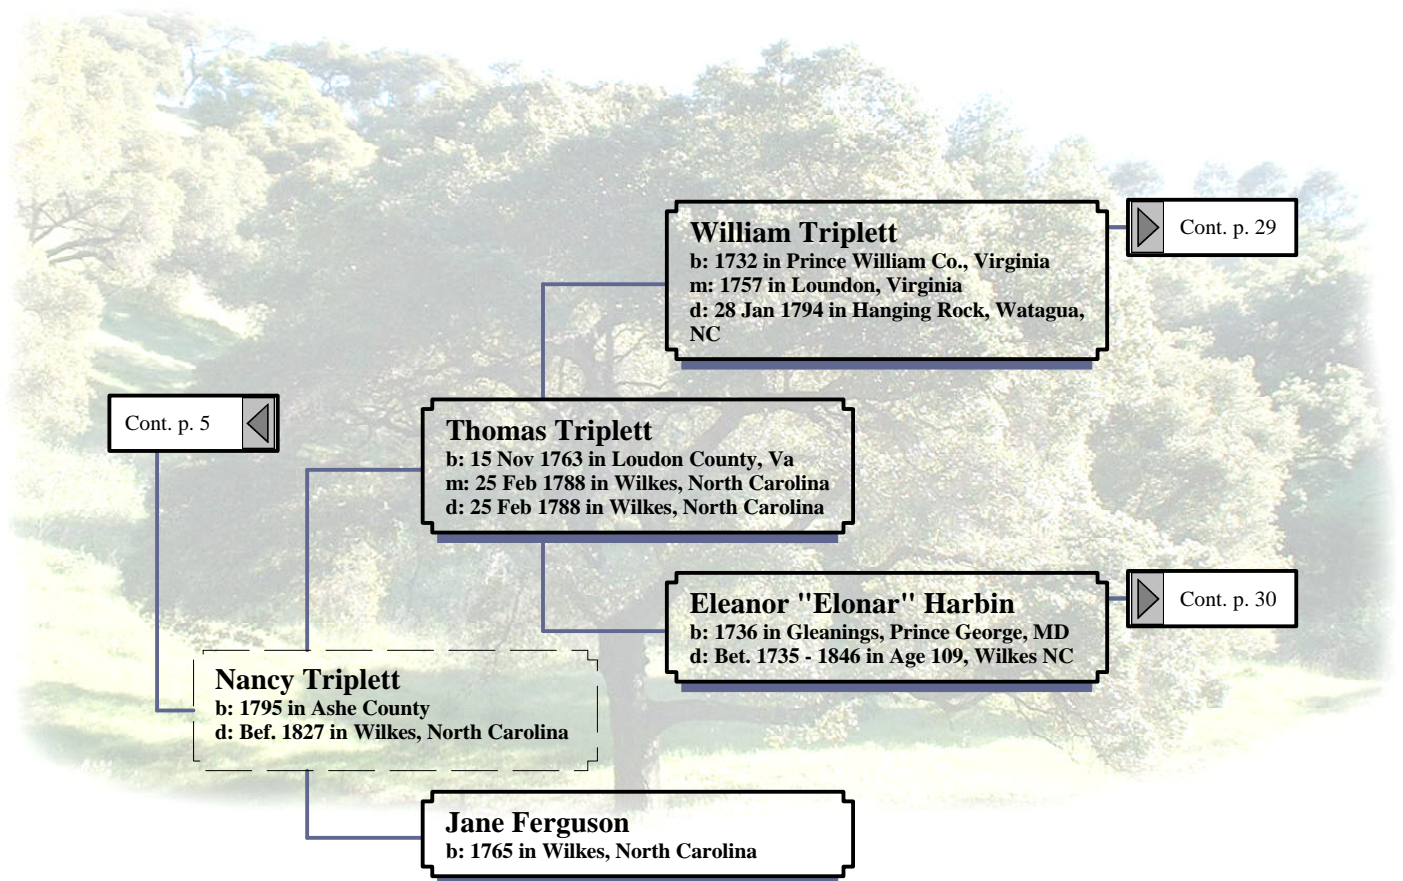 William Triplett
b: 1732 in Prince William Co., Virginia
m: 1757 in Loundon, Virginia
d: 28 Jan 1794 in Hanging Rock, Watagua,
NC
Cont. p. 29
Cont. p. 5
Thomas Triplett
b: 15 Nov 1763 in Loudon County, Va
m: 25 Feb 1788 in Wilkes, North Carolina
d: 25 Feb 1788 in Wilkes, North Carolina
Eleanor "Elonar" Harbin
b: 1736 in Gleanings, Prince George, MD
d: Bet. 1735 - 1846 in Age 109, Wilkes NC
Cont. p. 30
Nancy Triplett
b: 1795 in Ashe County
d: Bef. 1827 in Wilkes, North Carolina
Jane Ferguson
b: 1765 in Wilkes, North Carolina